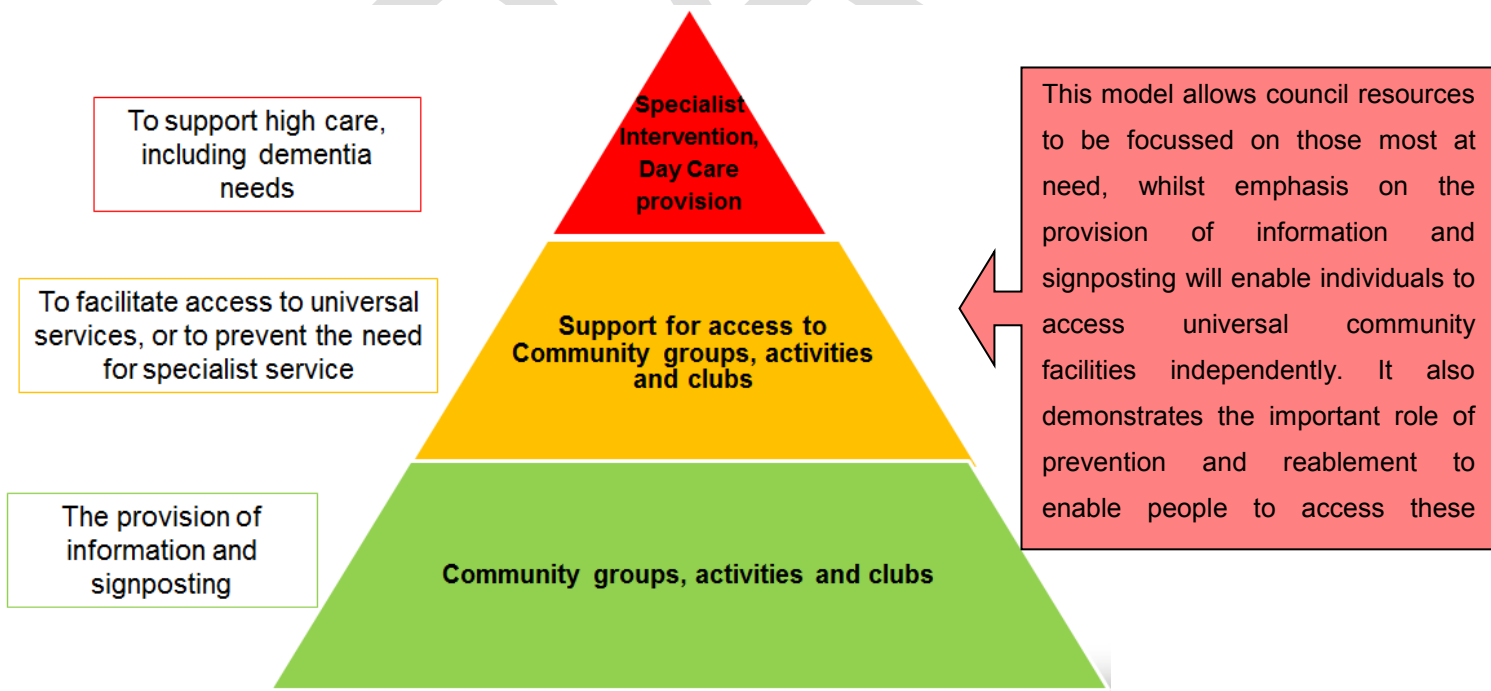 To support high care,
including dementia
needs
Specialist
Intervention,
Day Care
provision
To facilitate access to universal
services, or to prevent the need
for specialist service
Support for access to
Community groups, activities
and clubs
The provision of
information and
signposting
Community groups, activities and clubs
This model allows council resources
to be focussed on those most at
need, whilst emphasis on the
provision of information and
signposting will enable individuals to
access universal community
facilities independently. It also
demonstrates the important role of
prevention and reablement to
enable people to access these